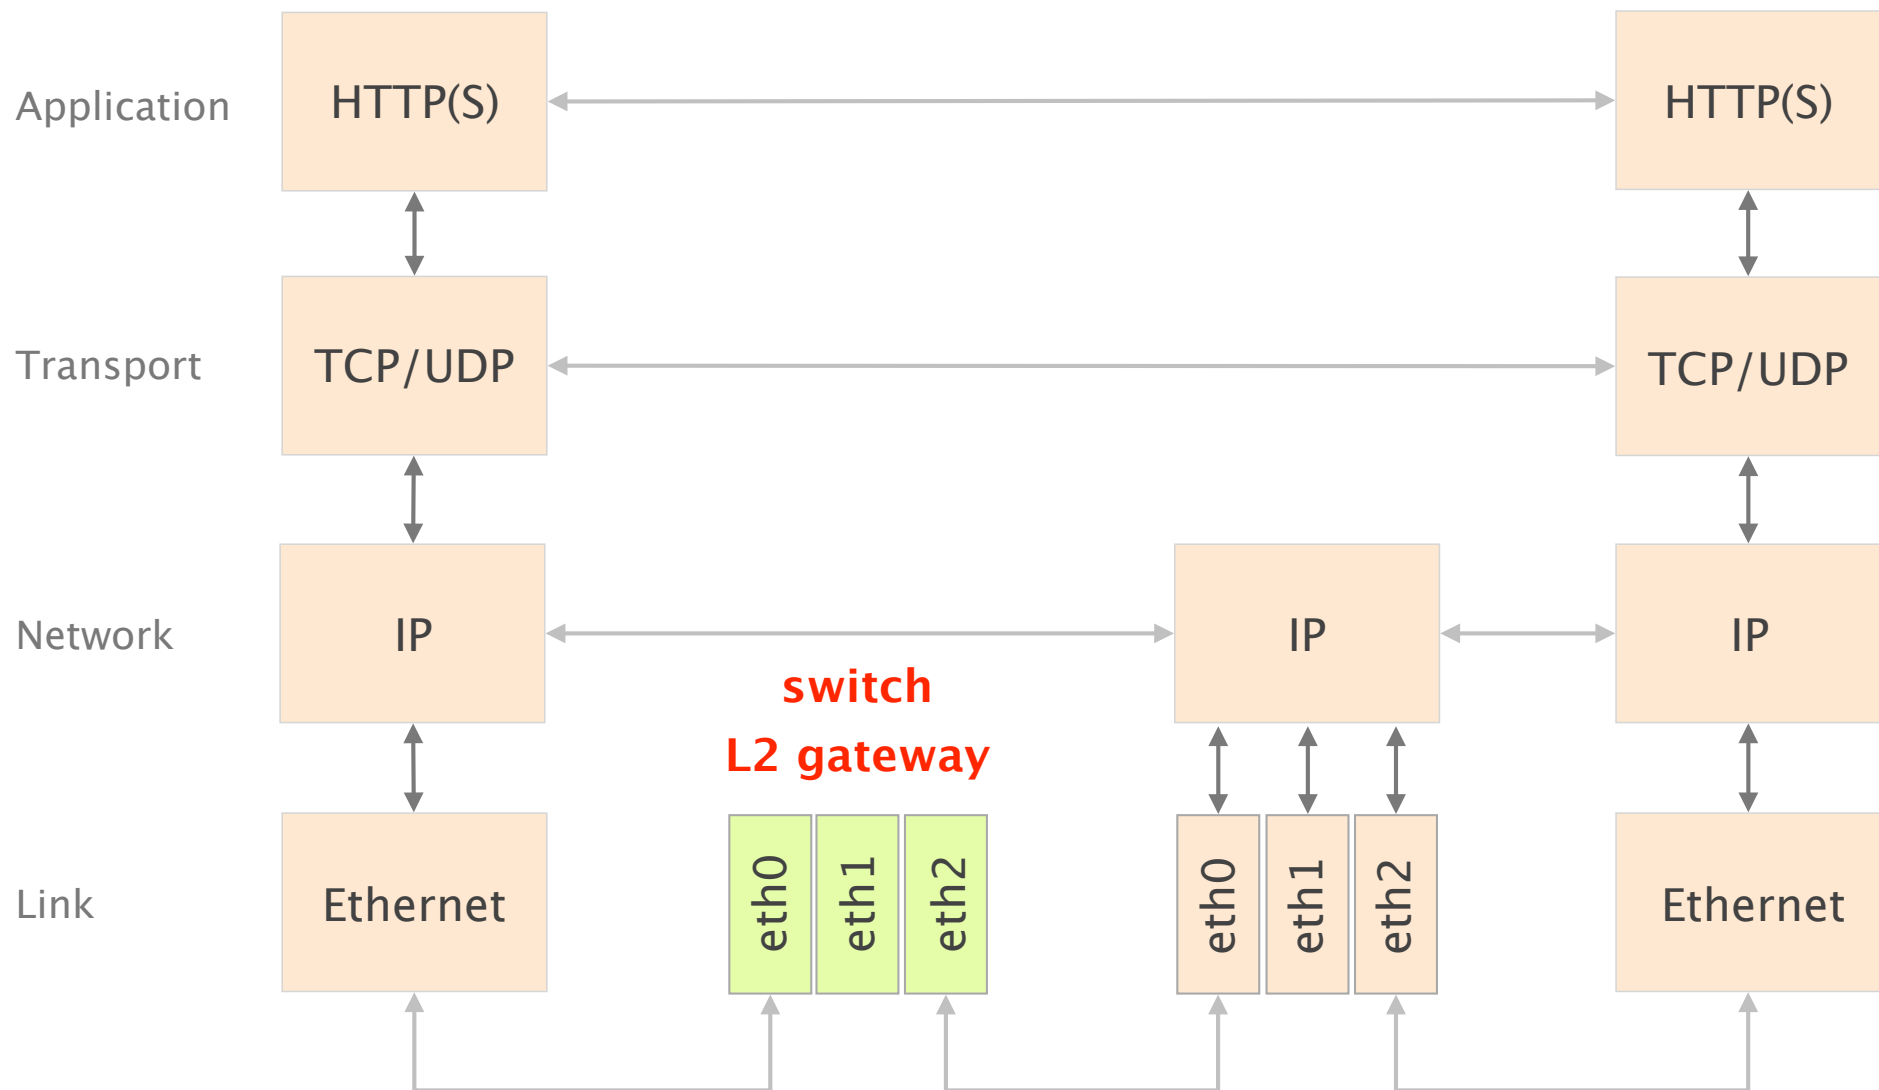 Application
HTTP(S)
HTTP(S)
Transport
TCP/UDP
TCP/UDP
Network
IP
IP
IP
switch
L2 gateway
Link
Ethernet
eth0
eth1
eth2
eth0
eth1
eth2
Ethernet